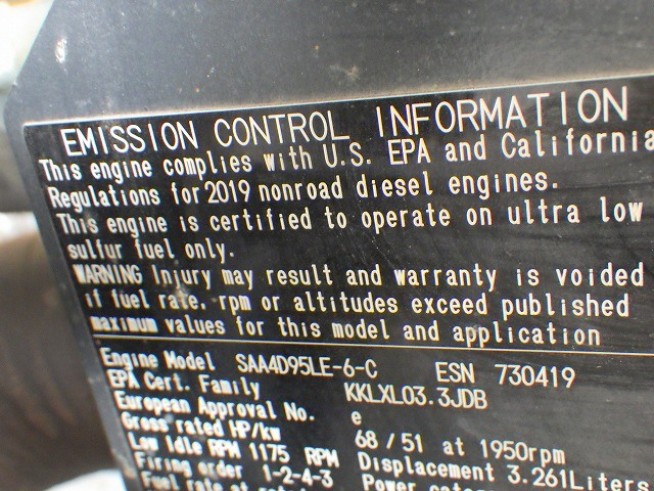 EMISSION CONTROL INFORMATION
This engine complies with U.S. EPA and California
Regulations for 2019 nonroad diesel engines.
This engine is certified to operate on ultra low
sulfur fuel only.
WARNING Injury may result and warranty is voided
if fuel rate, rpm or altitudes exceed published
maximum values for this model and application
Engine Model SAA4D95LE-6-C ESN 730419
EPA Cert. Family KKLXL03.3JDB
European Approval No. e
Gross rated HP/kw 68/51 at 1950rpm
Low Idle RPM 1175 RPM Displacement 3.261Liters
Firing order 1-2-4-3 Power
Fuel rate at